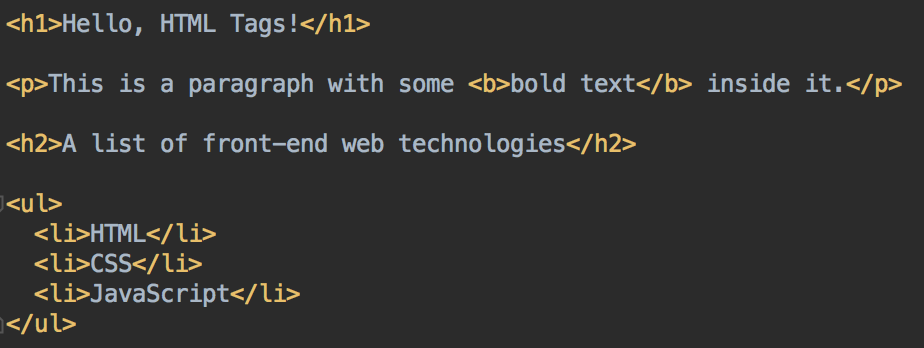 <h1>Hello, HTML Tags!</h1>
<p>This is a paragraph with some <b>bold text</b> inside it.</p>
<h2>A list of front-end web technologies</h2>
<ul>
<li>HTML</li>
<li>CSS</li>
<li>JavaScript</li>
</ul>